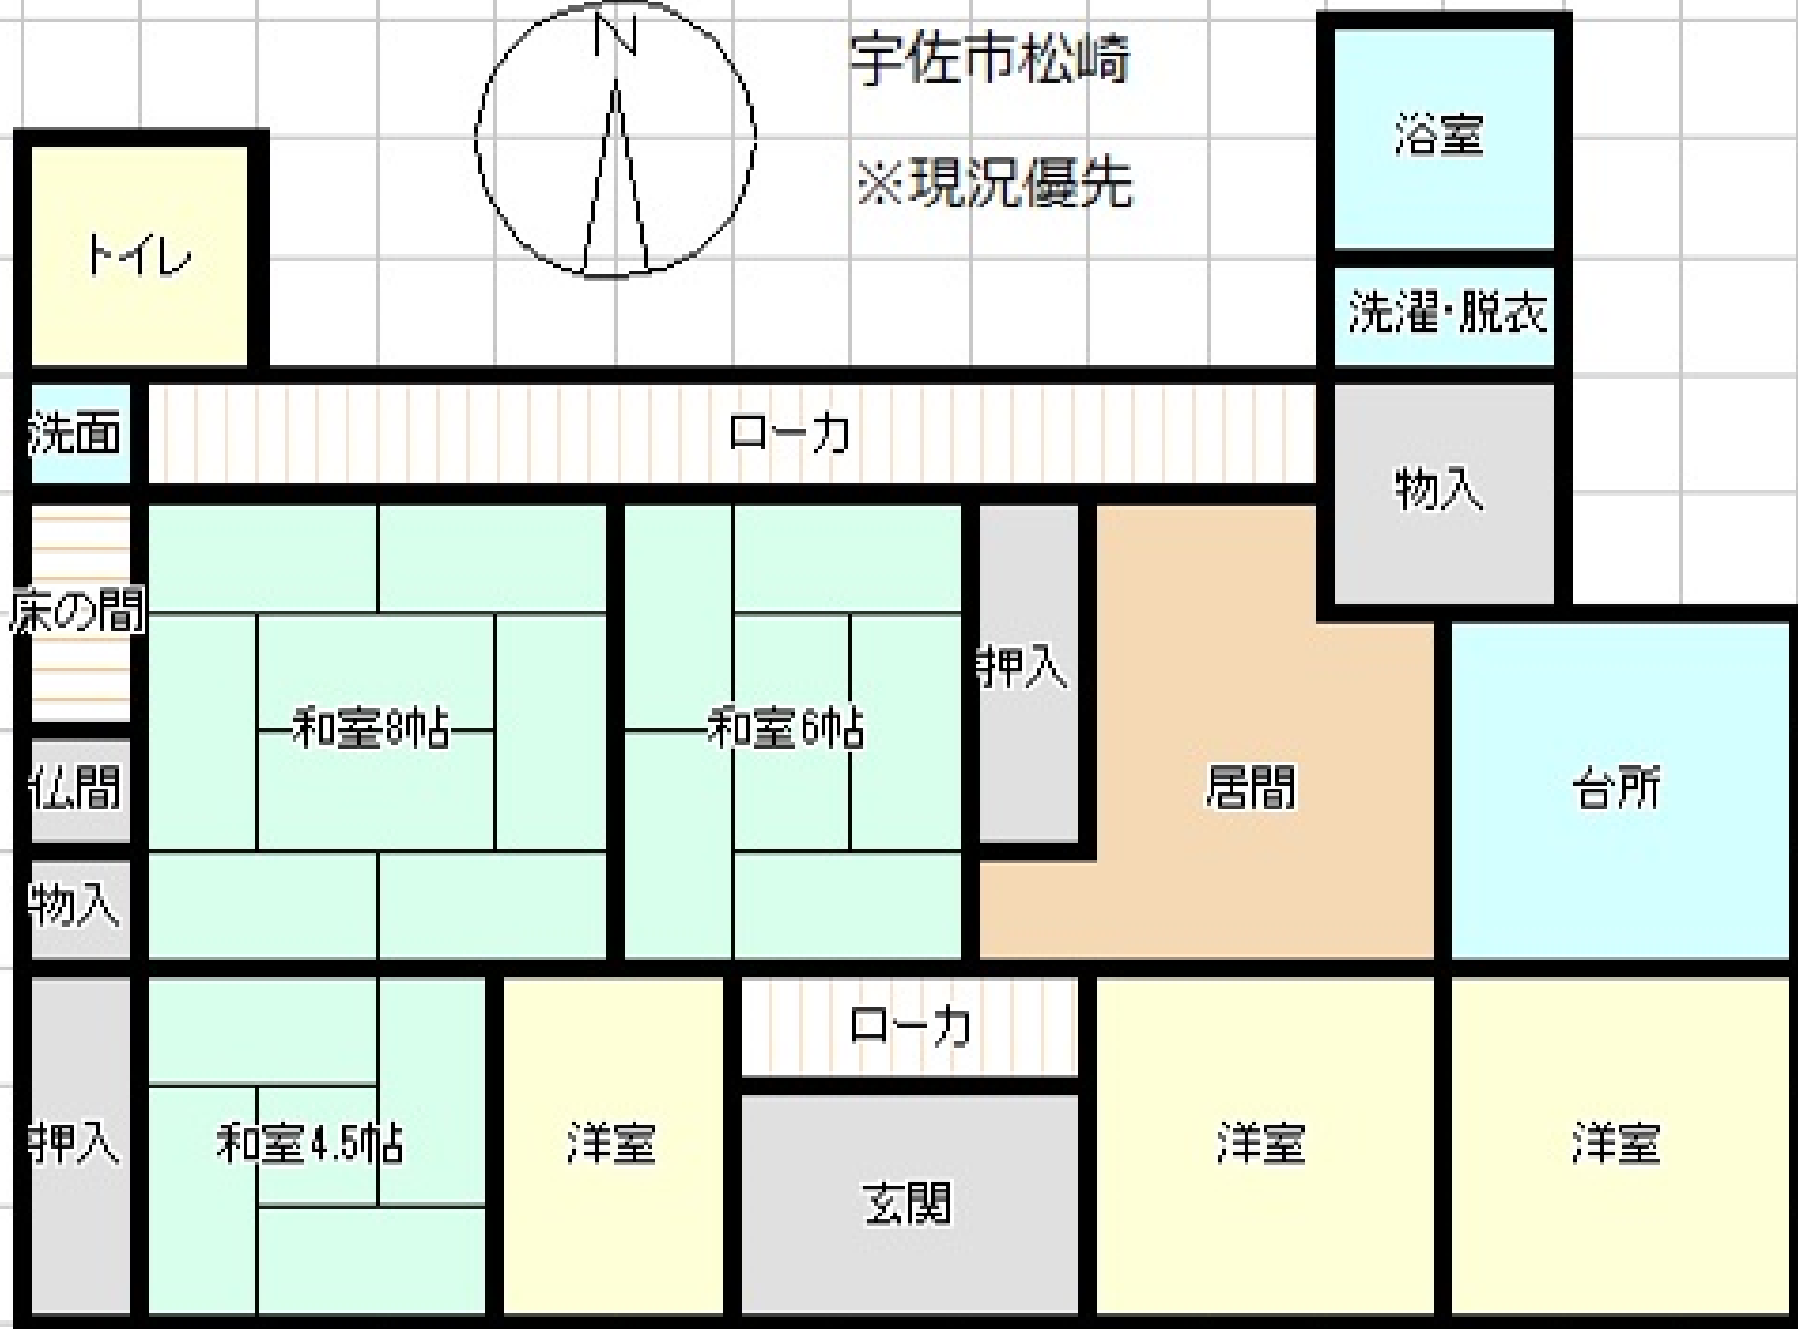 N
宇佐市松崎
※現況優先
浴室
トイレ
洗濯・脱衣
洗面
ローカ
物入
床の間
和室8帖
和室6帖
押入
居間
台所
仏間
物入
ローカ
押入
和室4.5帖
洋室
玄関
洋室
洋室